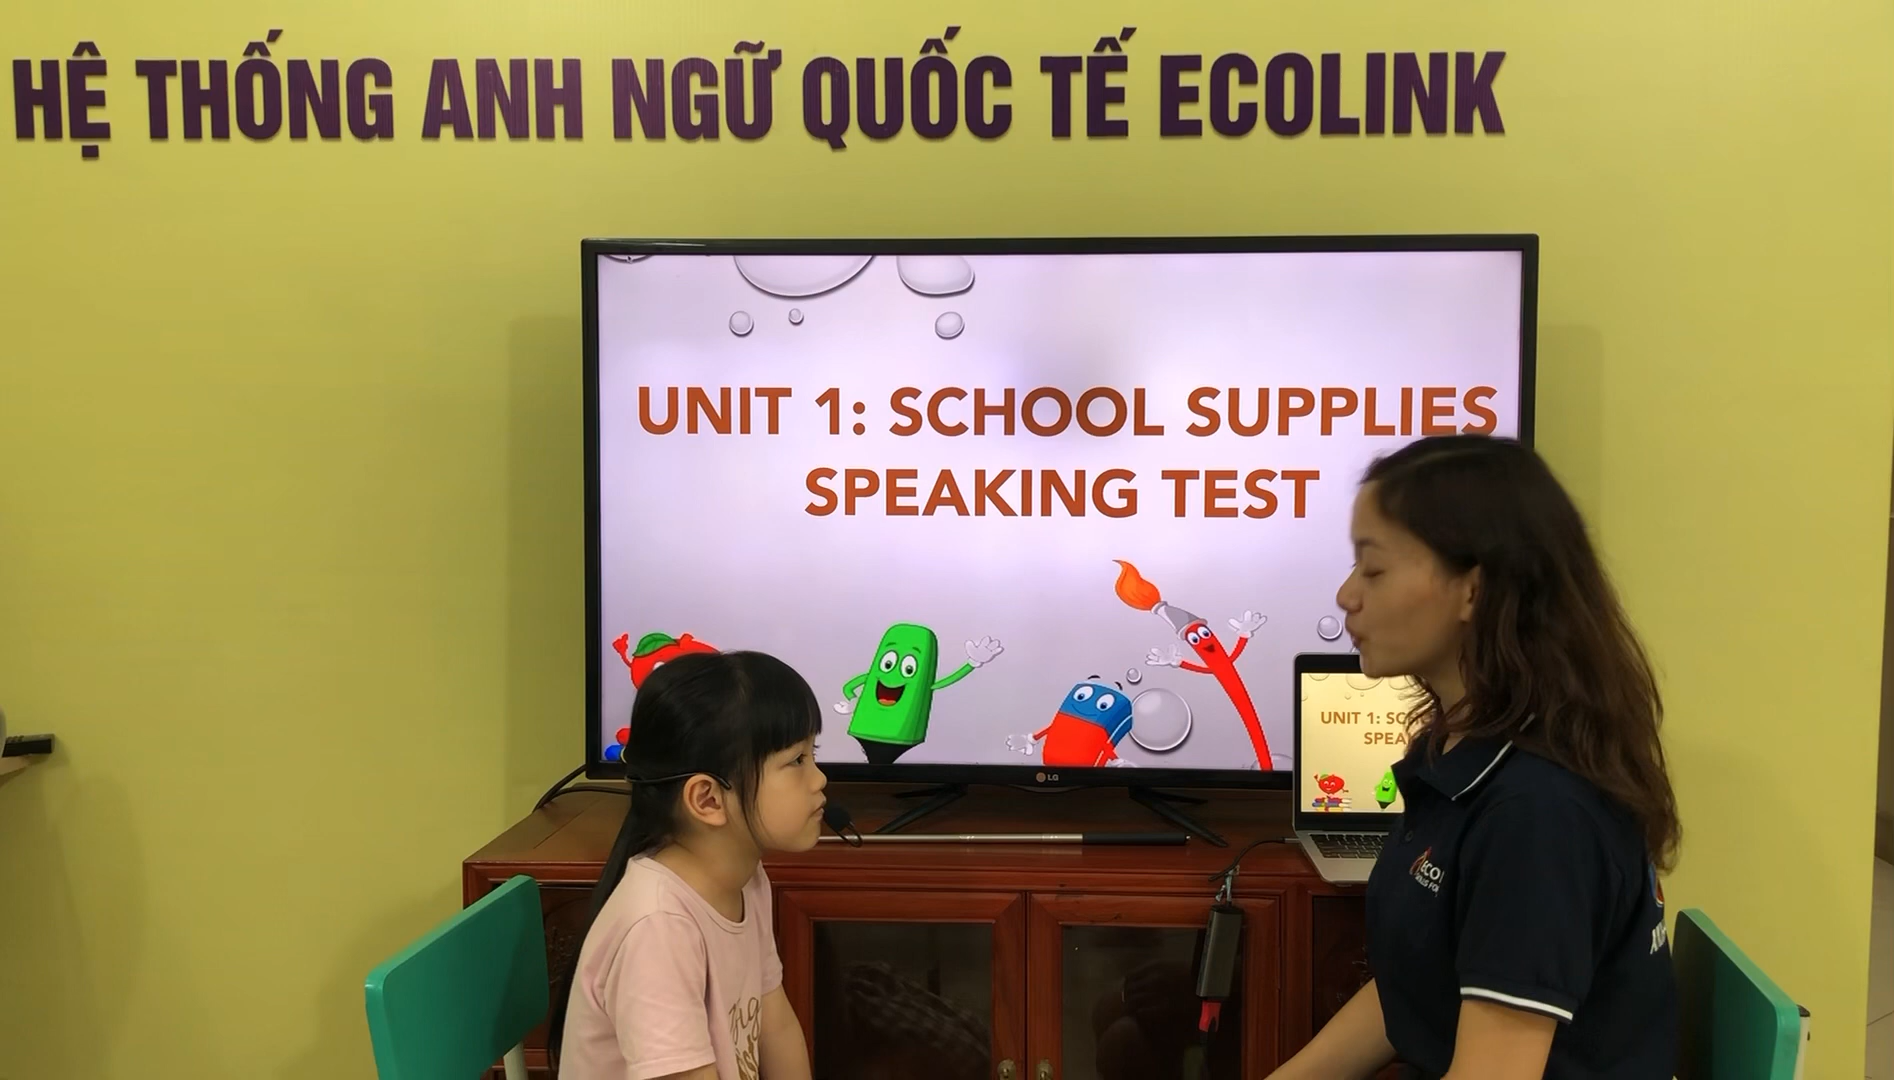 HỆ THỐNG ANH NGỮ QUỐC TẾ ECOLINK
UNIT 1: SCHOOL SUPPLIES
SPEAKING TEST
LG
UNIT 1: SCHO
SPEA
ECO